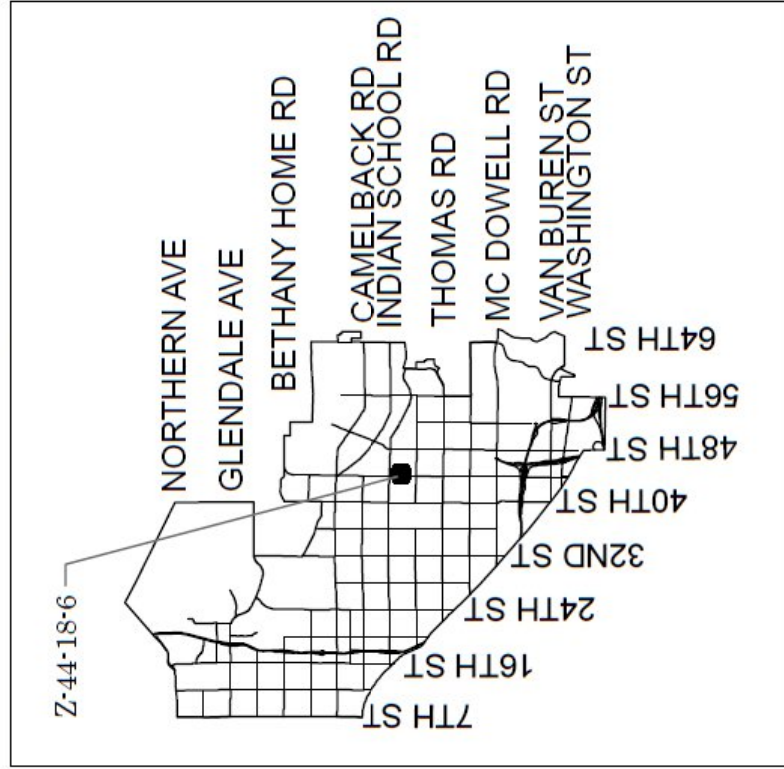 Z-44-18-6
NORTHERN AVE
GLENDALE AVE
BETHANY HOME RD
CAMELBACK RD
INDIAN SCHOOL RD
THOMAS RD
MC DOWELL RD
VAN BUREN ST
WASHINGTON ST
7TH ST
16TH ST
24TH ST
32ND ST
40TH ST
48TH ST
56TH ST
64TH ST